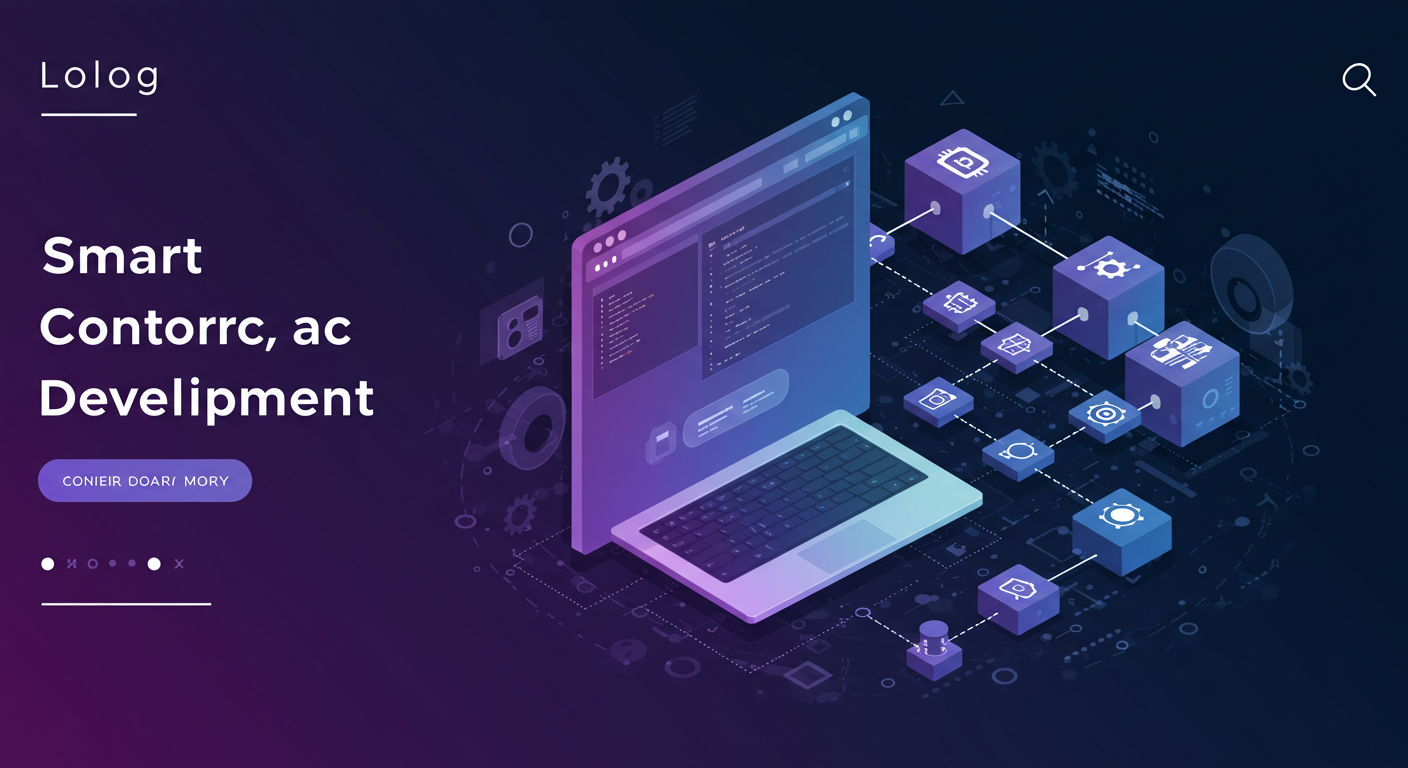 Lolog
Smart
Contorrc, ac
Develipment
CONIEIR DOARI MORY